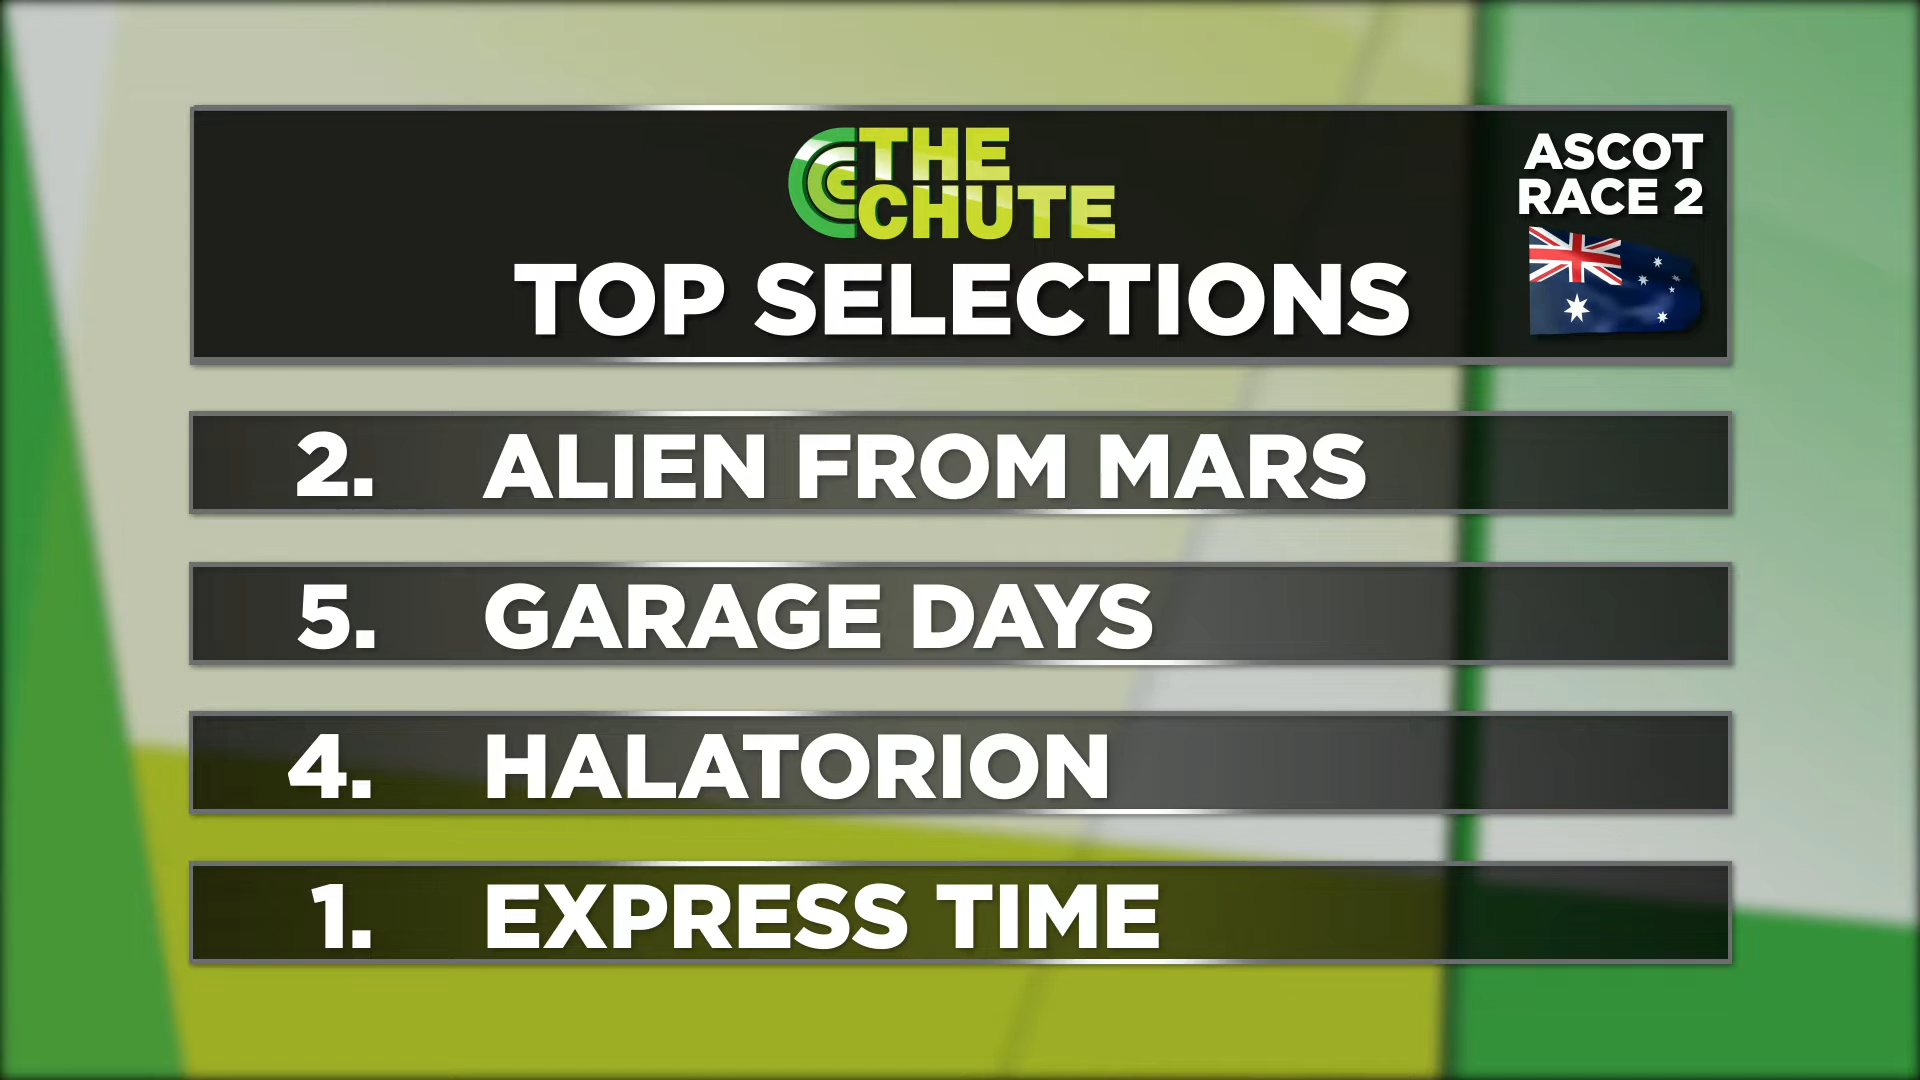 THE
CHUTE
TOP SELECTIONS
ASCOT
RACE 2
2. ALIEN FROM MARS
5. GARAGE DAYS
4. HALATORION
1. EXPRESS TIME